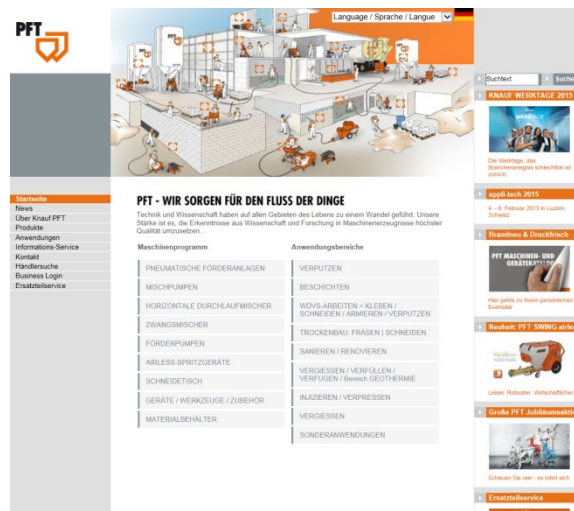 PFT
Language / Sprache / Langue
Suchtext
Suche
Startseite
News
Über Knauf PFT
Produkte
Anwendungen
Informations-Service
Kontakt
Händlersuche
Business Login
Ersatzteilservice
PFT - WIR SORGEN FÜR DEN FLUSS DER DINGE
Technik und Wissenschaft haben auf allen Gebieten des Lebens zu einem Wandel geführt. Unsere
Stärke ist es, die Erkenntnisse aus Wissenschaft und Forschung in Maschinenerzeugnisse höchster
Qualität umzusetzen...
Maschinenprogramm
PNEUMATISCHE FÖRDERANLAGEN
MISCHPUMPEN
HORIZONTALE DURCHLAUFMISCHER
ZWANGSMISCHER
FÖRDERPUMPEN
AIRLESS-SPRITZGERÄTE
SCHNEIDETISCH
GERÄTE / WERKZEUGE / ZUBEHÖR
MATERIALBEHÄLTER
Anwendungsbereiche
VERPUTZEN
BESCHICHTEN
WDVS-ARBEITEN = KLEBEN /
SCHNEIDEN / ARMIEREN / VERPUTZEN
TROCKENBAU: FRÄSEN | SCHNEIDEN
SANIEREN / RENOVIEREN
VERGIESSEN / VERFÜLLEN /
VERFUGEN / Bereich GEOTHERMIE
INJIZIEREN / VERPRESSEN
VERGIESSEN
SONDERANWENDUNGEN
KNAUF WERKTAGE 2015
WERKTAGE
Die Werktage, das
Branchenereignis schlechthin ist
zurück!
appli-tech 2015
4. - 6. Februar 2015 in Luzern,
Schweiz
Brandneu & Druckfrisch
PFT MASCHINEN- UND
Hier gehts zu Ihrem persönlichen
Exemplar
Neuheit: PFT SWING airles
Leiser. Robuster. Wirtschaftlicher
Große PFT Jubiläumsaktio
Schauen Sie rein - es lohnt sich
Ersatzteilservice